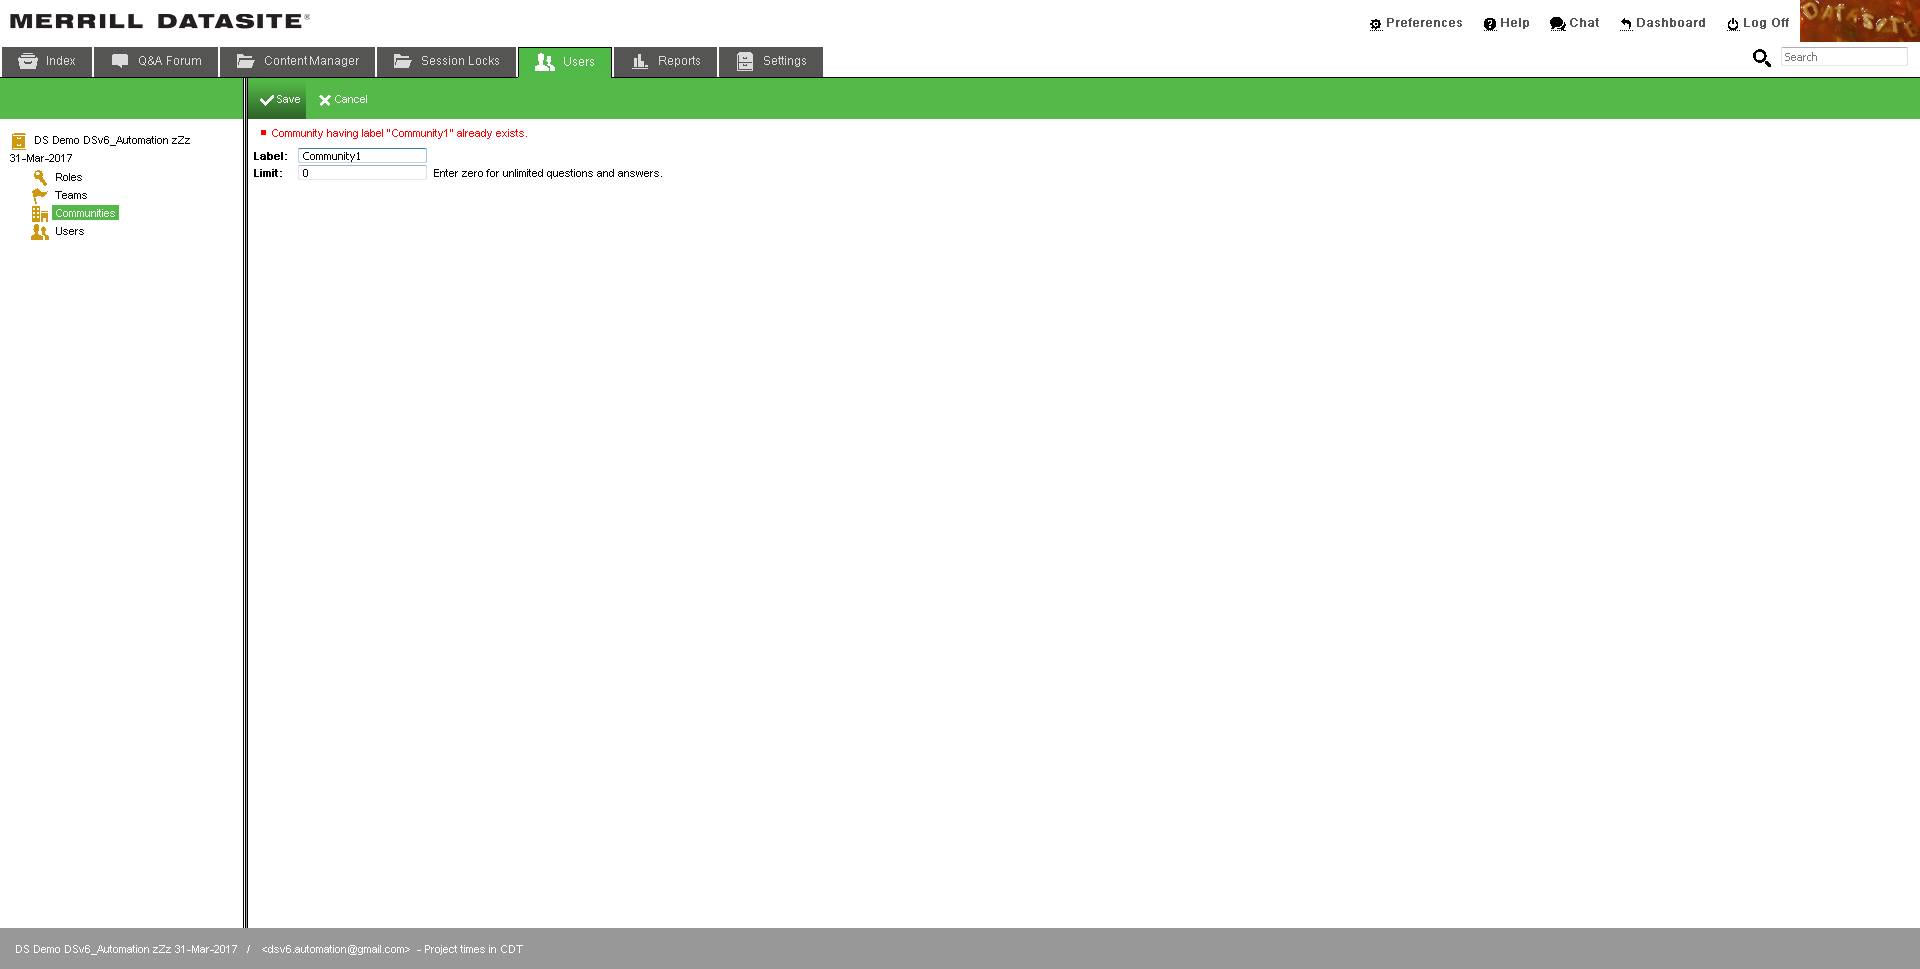 MERRILL DATASITE®
Preferences Help Chat Dashboard Log Off
DATASITE
Index Q&A Forum Content Manager Session Locks Users Reports Settings
Search
Save Cancel
Community having label "Community1" already exists.
Label: Community1
Limit: 0 Enter zero for unlimited questions and answers.
DS Demo DSv6_Automation zZz
31-Mar-2017
Roles
Teams
Communities
Users
DS Demo DSv6_Automation zZz 31-Mar-2017 / <dsv6.automation@gmail.com> - Project times in CDT